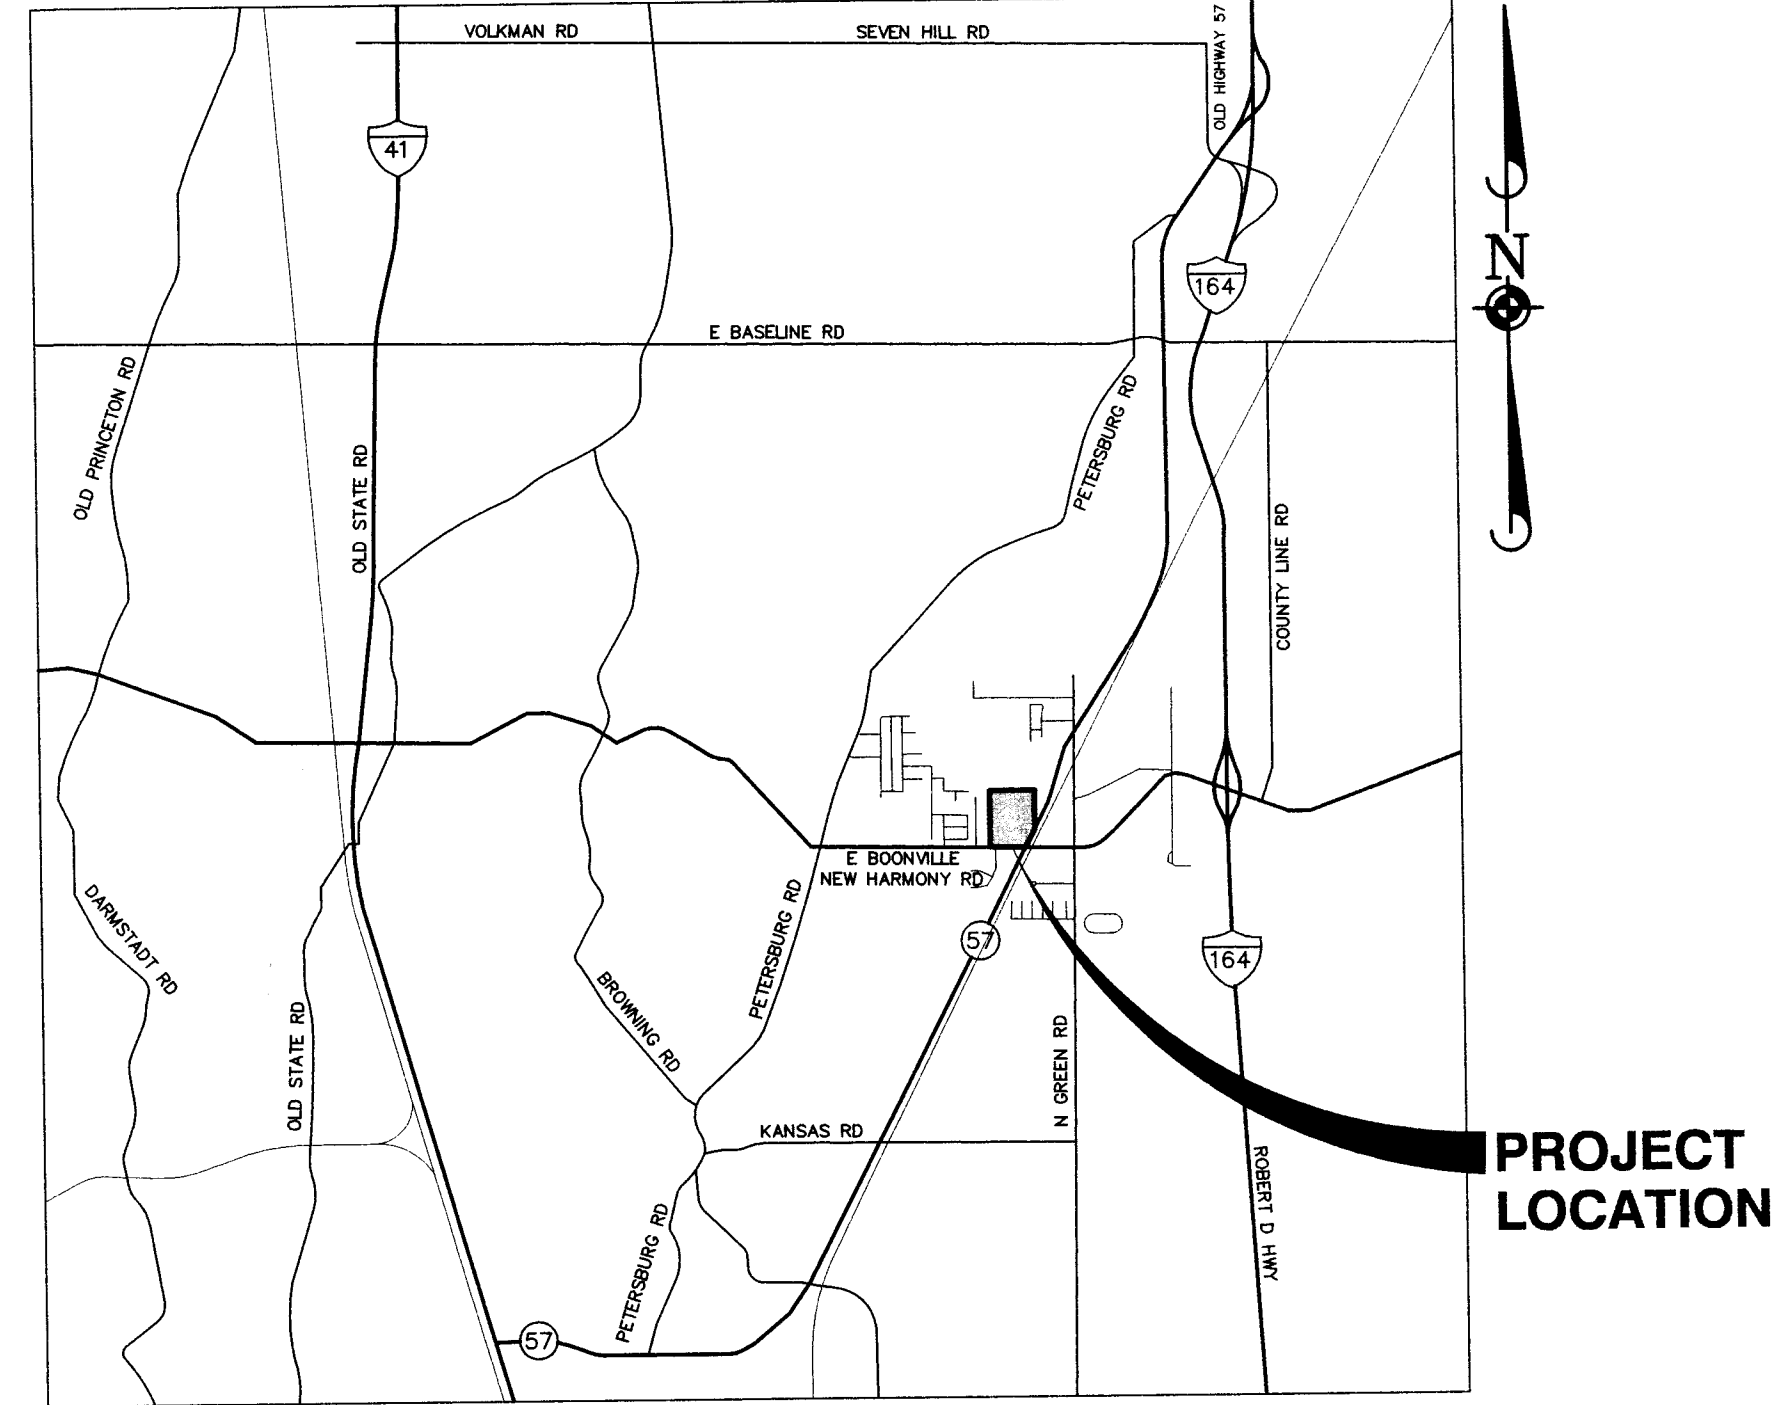 VOLKMAN RD
SEVEN HILL RD
OLD HIGHWAY 57
41
N
164
E BASELINE RD
OLD PRINCETON RD
PETERSBURG RD
OLD STATE RD
COUNTY LINE RD
E BOONVILLE
NEW HARMONY RD
DARMSTADT RD
PETERSBURG RD
57
164
BROWNING RD
OLD STATE RD
N GREEN RD
KANSAS RD
PROJECT
LOCATION
ROBERT D HWY
PETERSBURG RD
57